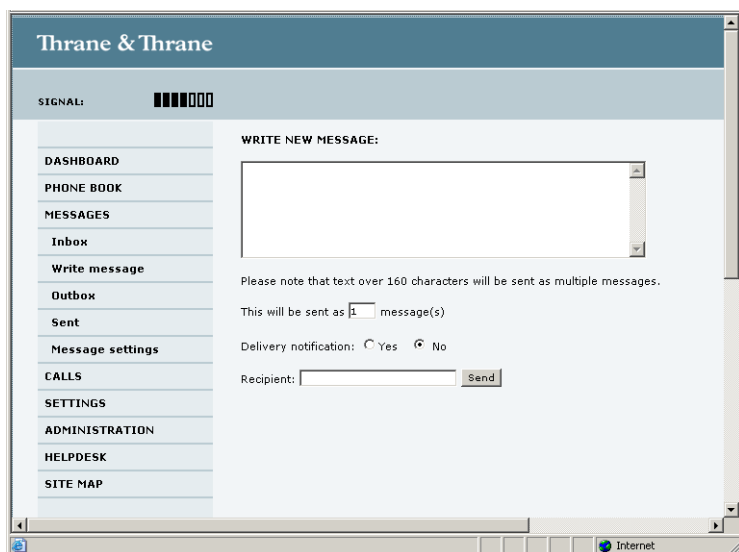 Thrane & Thrane
SIGNAL:
WRITE NEW MESSAGE:
DASHBOARD
PHONE BOOK
MESSAGES
Inbox
Write message
Outbox
Sent
Message settings
CALLS
SETTINGS
ADMINISTRATION
HELPDESK
SITE MAP
Please note that text over 160 characters will be sent as multiple messages.
This will be sent as 1 message(s)
Delivery notification: Yes No
Recipient: Send
Internet